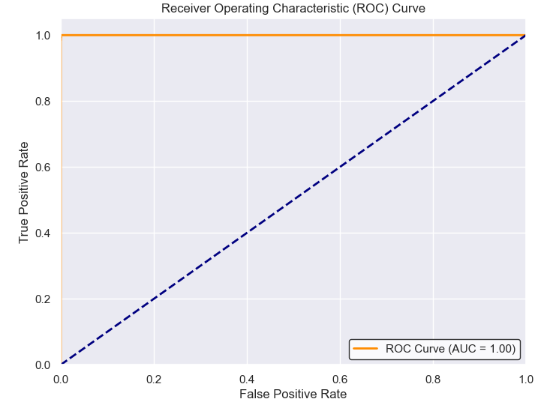 Receiver Operating Characteristic (ROC) Curve
1.0
0.8
0.6
0.4
0.2
0.0
True Positive Rate
ROC Curve (AUC = 1.00)
0.0 0.2 0.4 0.6 0.8 1.0
False Positive Rate